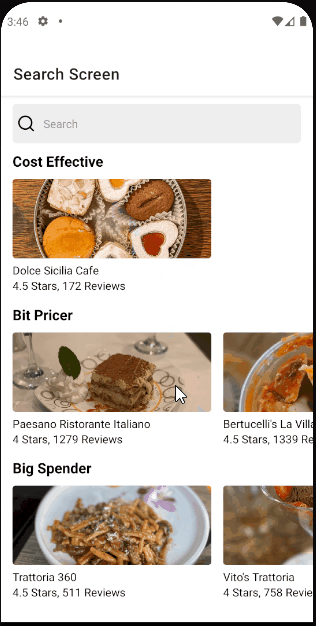 3:46
Search Screen
Search
Cost Effective
Dolce Sicilia Cafe
4.5 Stars, 172 Reviews
Bit Pricer
Paesano Ristorante Italiano
4 Stars, 1279 Reviews
Bertucelli's La Villa
4.5 Stars, 1339 Re
Big Spender
Trattoria 360
4.5 Stars, 511 Reviews
Vito's Trattoria
4 Stars, 758 Revie